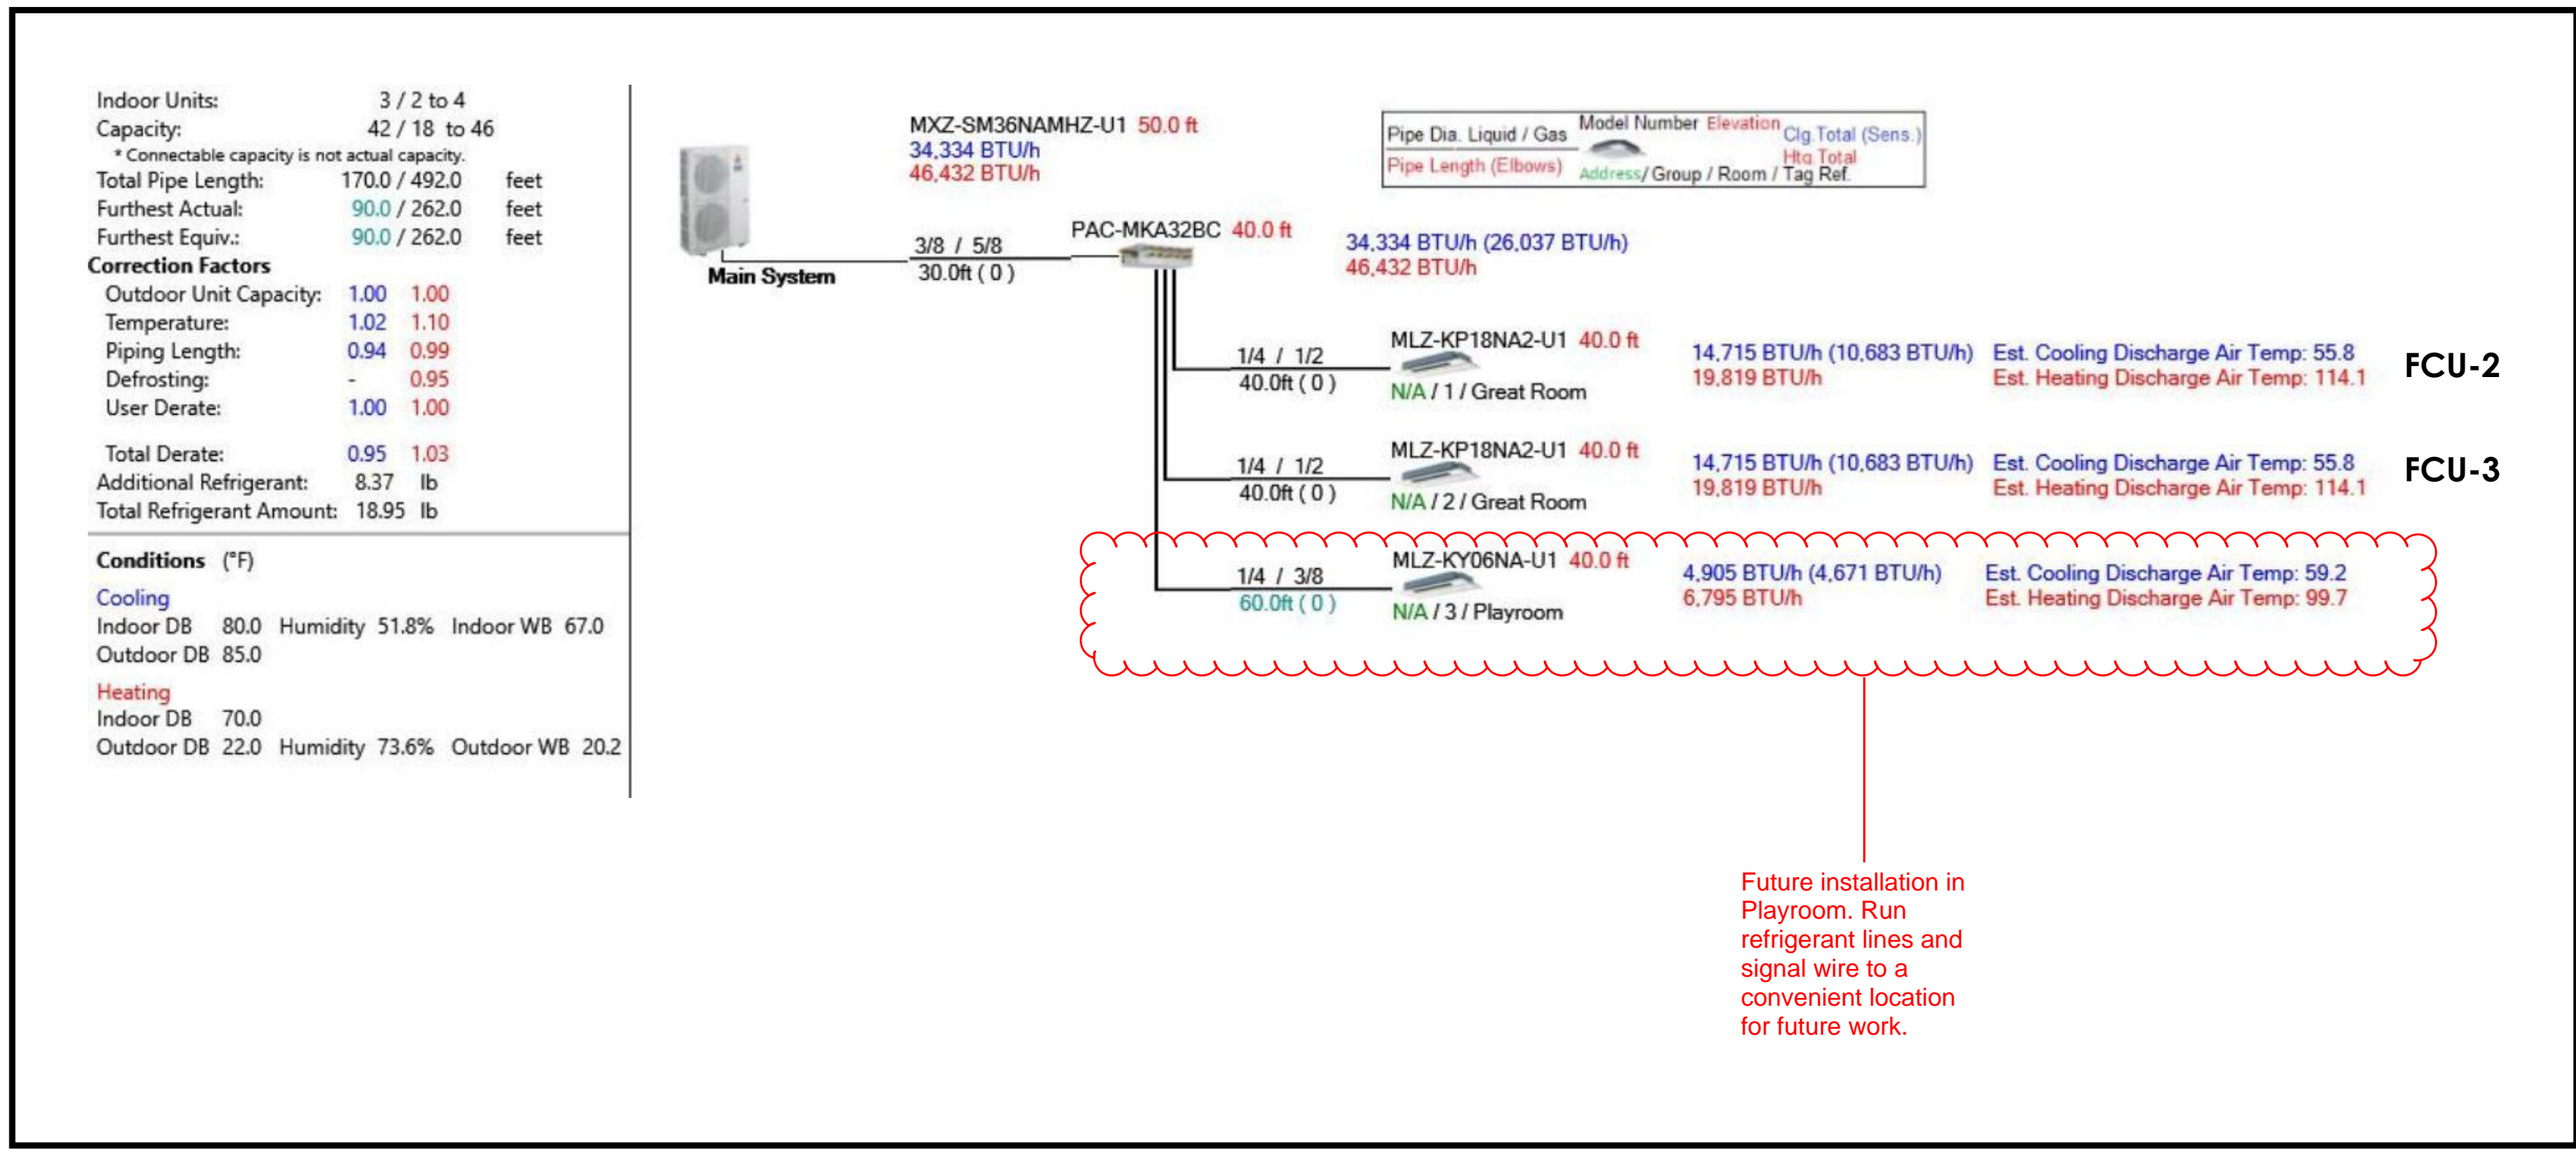 Indoor Units: 3 / 2 to 4
Capacity: 42 / 18 to 46
* Connectable capacity is not actual capacity.
Total Pipe Length: 170.0 / 492.0 feet
Furthest Actual: 90.0 / 262.0 feet
Furthest Equiv.: 90.0 / 262.0 feet
Correction Factors
Outdoor Unit Capacity: 1.00 1.00
Temperature: 1.02 1.10
Piping Length: 0.94 0.99
Defrosting: - 0.95
User Derate: 1.00 1.00
Total Derate: 0.95 1.03
Additional Refrigerant: 8.37 lb
Total Refrigerant Amount: 18.95 lb
Conditions (°F)
Cooling
Indoor DB 80.0 Humidity 51.8% Indoor WB 67.0
Outdoor DB 85.0
Heating
Indoor DB 70.0
Outdoor DB 22.0 Humidity 73.6% Outdoor WB 20.2
MXZ-SM36NAMHZ-U1 50.0 ft
34,334 BTU/h
46,432 BTU/h
Main System
3/8 / 5/8
30.0ft ( 0 )
PAC-MKA32BC 40.0 ft
34,334 BTU/h (26,037 BTU/h)
46,432 BTU/h
Pipe Dia. Liquid / Gas Model Number Elevation Clg.Total (Sens.)
Htg.Total
Pipe Length (Elbows) Address/ Group / Room / Tag Ref.
1/4 / 1/2
40.0ft ( 0 )
MLZ-KP18NA2-U1 40.0 ft
N/A / 1 / Great Room
14,715 BTU/h (10,683 BTU/h) Est. Cooling Discharge Air Temp: 55.8
19,819 BTU/h Est. Heating Discharge Air Temp: 114.1
FCU-2
1/4 / 1/2
40.0ft ( 0 )
MLZ-KP18NA2-U1 40.0 ft
N/A / 2 / Great Room
14,715 BTU/h (10,683 BTU/h) Est. Cooling Discharge Air Temp: 55.8
19,819 BTU/h Est. Heating Discharge Air Temp: 114.1
FCU-3
1/4 / 3/8
60.0ft ( 0 )
MLZ-KY06NA-U1 40.0 ft
N/A / 3 / Playroom
4,905 BTU/h (4,671 BTU/h) Est. Cooling Discharge Air Temp: 59.2
6,795 BTU/h Est. Heating Discharge Air Temp: 99.7
Future installation in
Playroom. Run
refrigerant lines and
signal wire to a
convenient location
for future work.